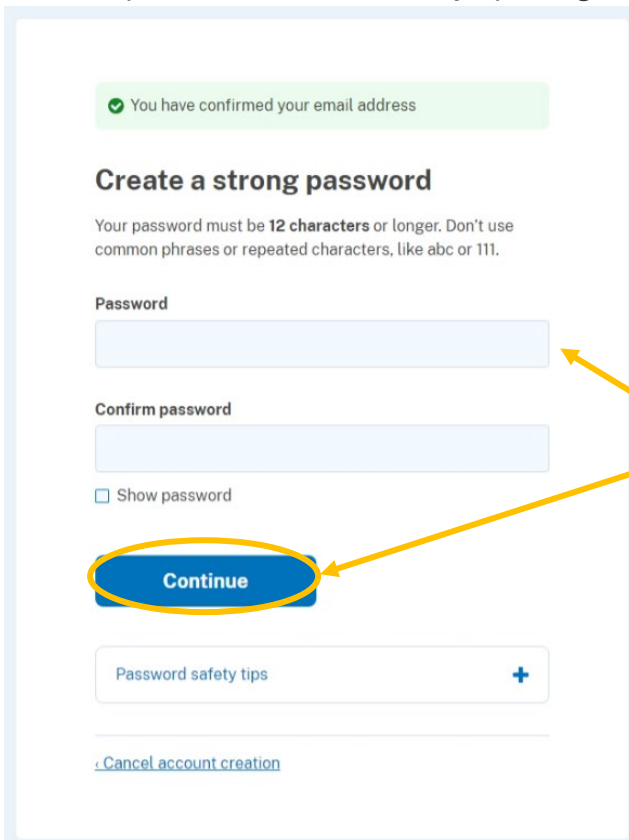 You have confirmed your email address
Create a strong password
Your password must be 12 characters or longer. Don't use
common phrases or repeated characters, like abc or 111.
Password
Confirm password
Show password
Continue
Password safety tips
‹ Cancel account creation